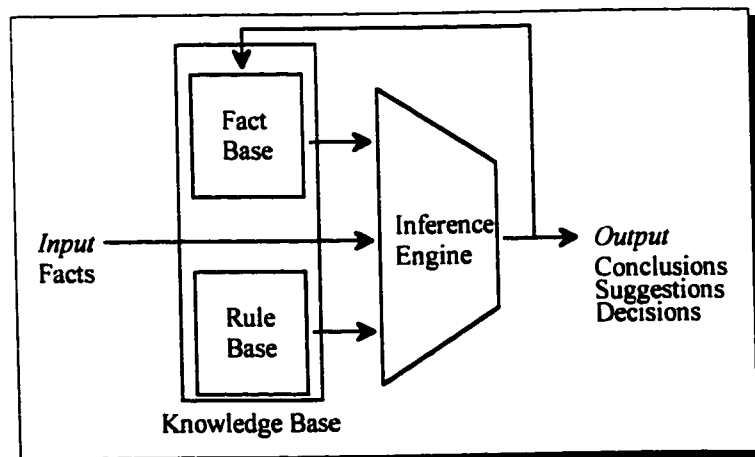 Fact
Base
Input
Facts
Inference
Engine
Output
Conclusions
Suggestions
Decisions
Rule
Base
Knowledge Base